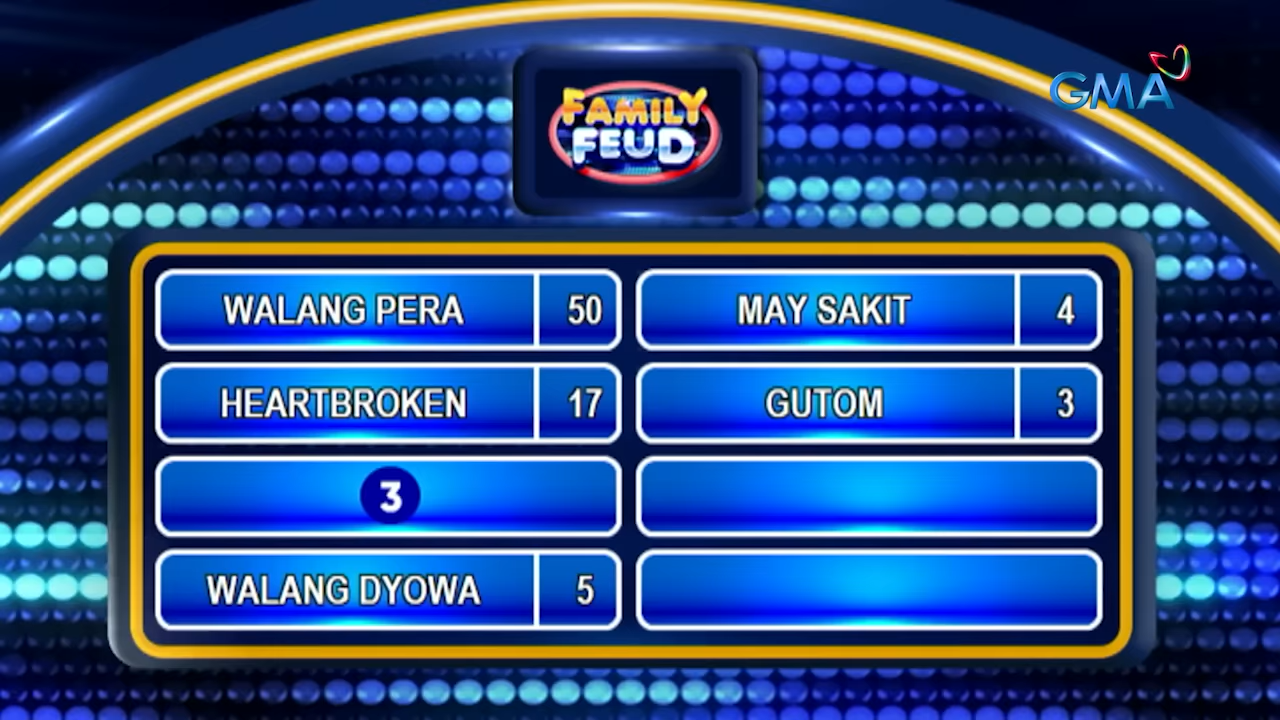 GMA
FAMILY
FEUD
WALANG PERA 50
HEARTBROKEN 17
3
WALANG DYOWA 5
MAY SAKIT 4
GUTOM 3